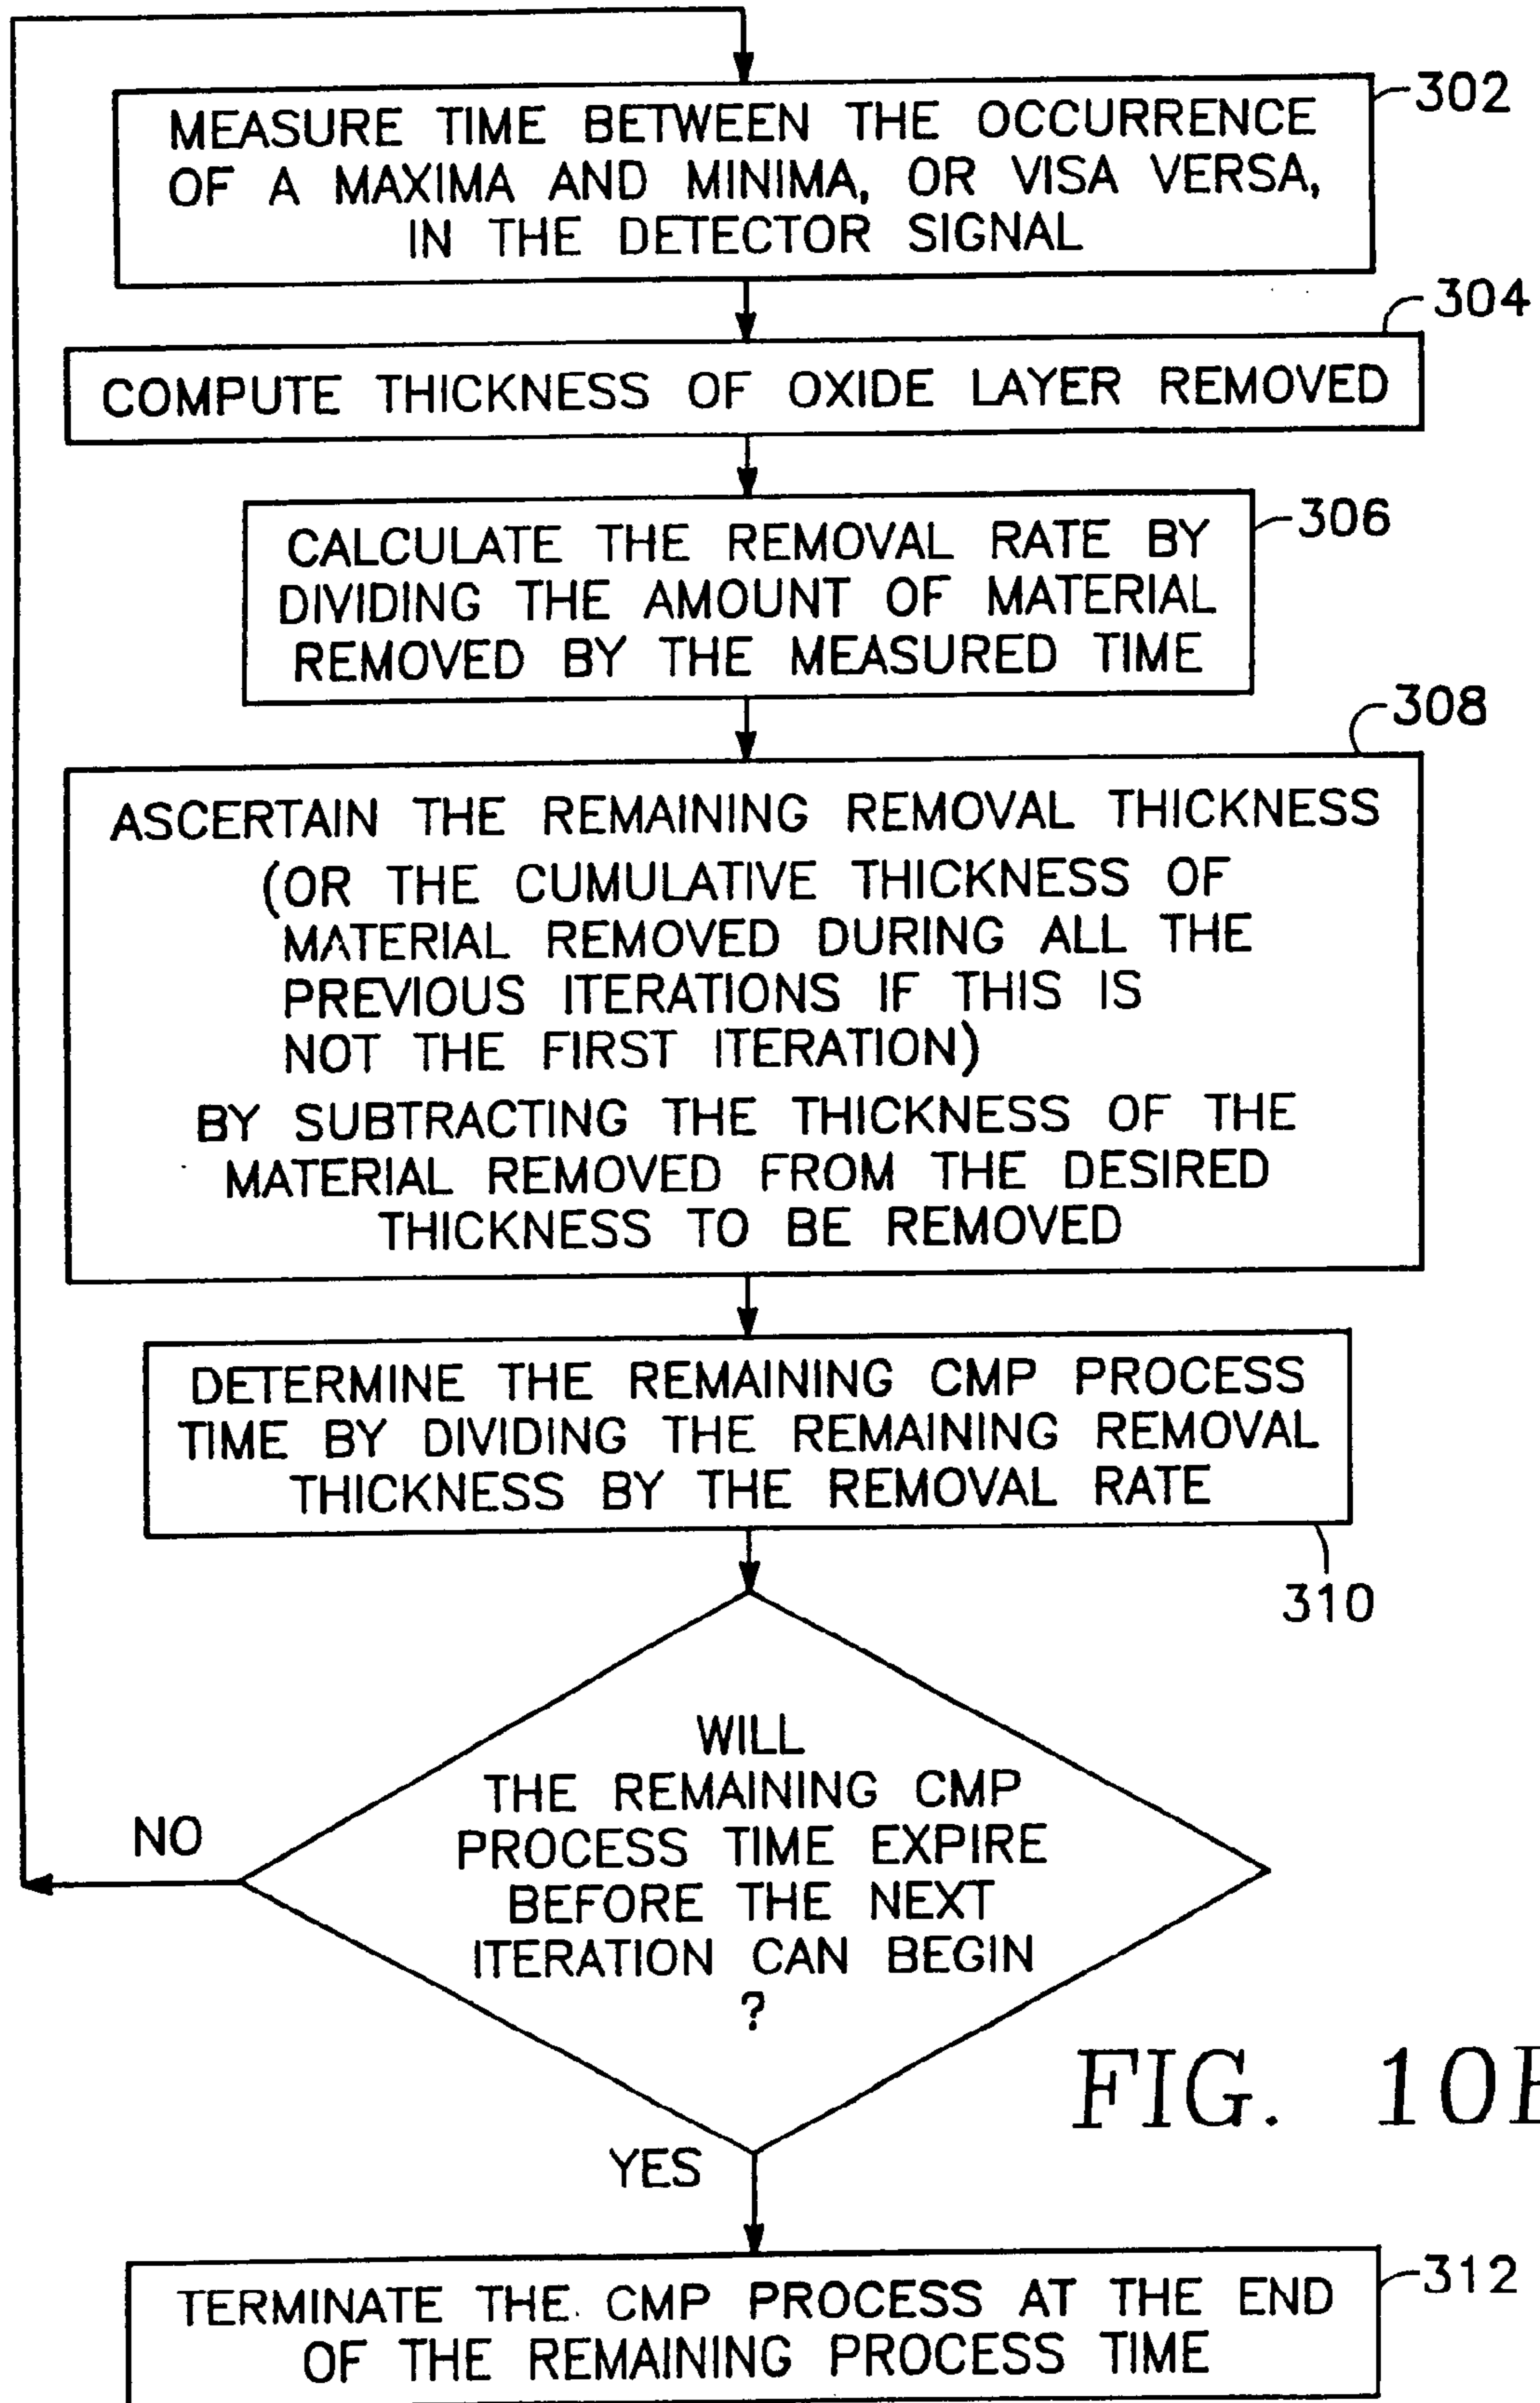 302
MEASURE TIME BETWEEN THE OCCURRENCE
OF A MAXIMA AND MINIMA, OR VISA VERSA,
IN THE DETECTOR SIGNAL
304
COMPUTE THICKNESS OF OXIDE LAYER REMOVED
306
CALCULATE THE REMOVAL RATE BY
DIVIDING THE AMOUNT OF MATERIAL
REMOVED BY THE MEASURED TIME
308
ASCERTAIN THE REMAINING REMOVAL THICKNESS
(OR THE CUMULATIVE THICKNESS OF
MATERIAL REMOVED DURING ALL THE
PREVIOUS ITERATIONS IF THIS IS
NOT THE FIRST ITERATION)
BY SUBTRACTING THE THICKNESS OF THE
MATERIAL REMOVED FROM THE DESIRED
THICKNESS TO BE REMOVED
DETERMINE THE REMAINING CMP PROCESS
TIME BY DIVIDING THE REMAINING REMOVAL
THICKNESS BY THE REMOVAL RATE
310
WILL
THE REMAINING CMP
PROCESS TIME EXPIRE
BEFORE THE NEXT
ITERATION CAN BEGIN
?
NO
YES
FIG. 10
312
TERMINATE THE CMP PROCESS AT THE END
OF THE REMAINING PROCESS TIME